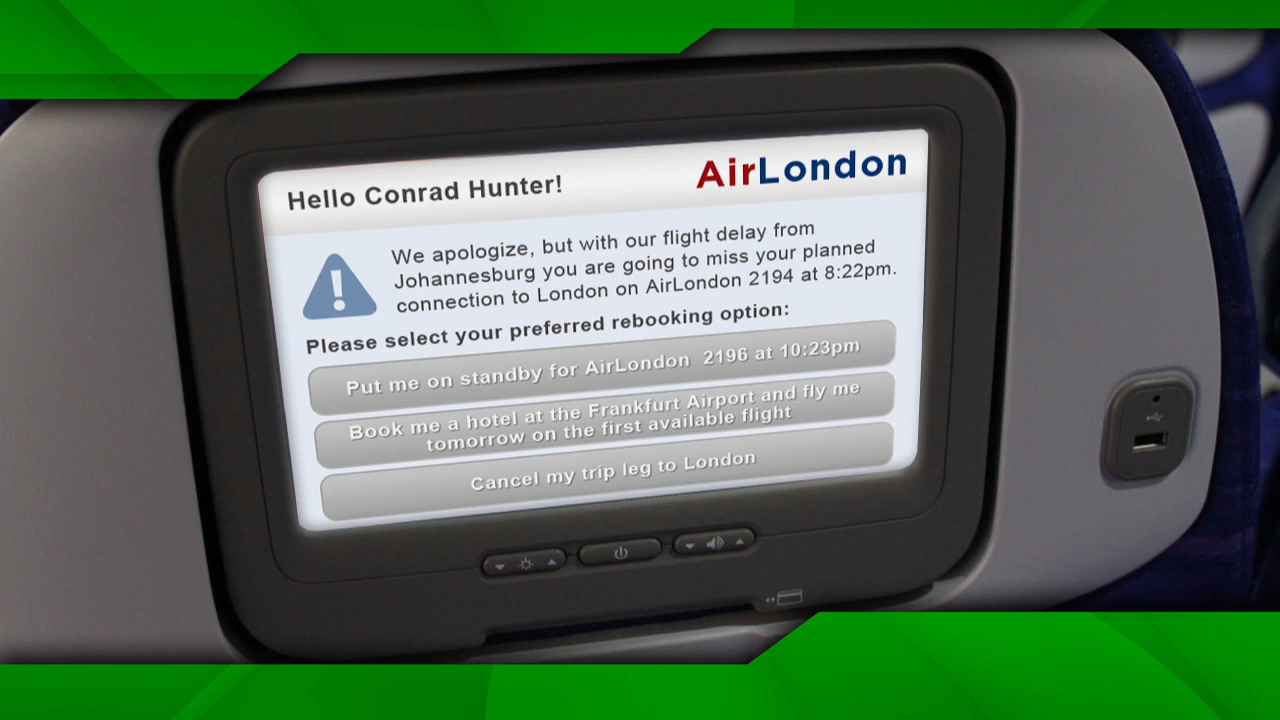 Hello Conrad Hunter!
AirLondon
We apologize, but with our flight delay from
Johannesburg you are going to miss your planned
connection to London on AirLondon 2194 at 8:22pm.
Please select your preferred rebooking option:
Put me on standby for AirLondon 2196 at 10:23pm
Book me a hotel at the Frankfurt Airport and fly me
tomorrow on the first available flight
Cancel my trip leg to London